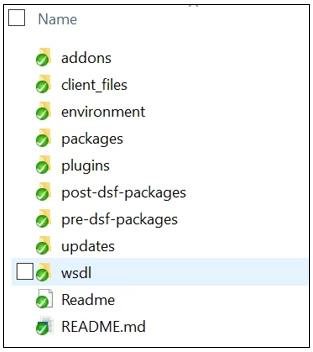 Name
addons
client_files
environment
packages
plugins
post-dsf-packages
pre-dsf-packages
updates
wsdl
Readme
README.md